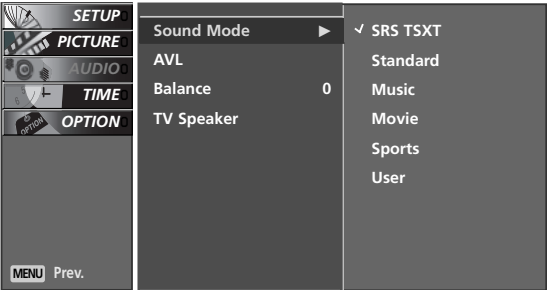 SETUP
PICTURE
AUDIO
TIME
OPTION
OPTION
MENU Prev.
Sound Mode ▶
AVL
Balance 0
TV Speaker
✓ SRS TSXT
Standard
Music
Movie
Sports
User